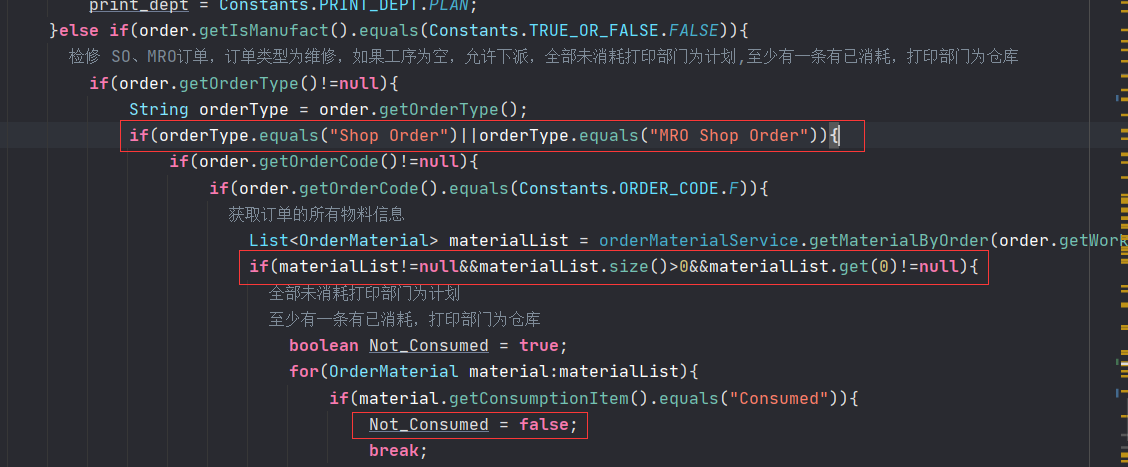 print_dept = Constants.PRINT_DEPT.PLAN;
}else if(order.getIsManufact().equals(Constants.TRUE_OR_FALSE.FALSE)){
检修 SO、MRO订单，订单类型为维修，如果工序为空，允许下派，全部未消耗打印部门为计划,至少有一条有已消耗，打印部门为仓库
if(order.getOrderType()!=null){
String orderType = order.getOrderType();
if(orderType.equals("Shop Order")||orderType.equals("MRO Shop Order")){
if(order.getOrderCode()!=null){
if(order.getOrderCode().equals(Constants.ORDER_CODE.F)){
获取订单的所有物料信息
List<OrderMaterial> materialList = orderMaterialService.getMaterialByOrder(order.getWork
if(materialList!=null&&materialList.size()>0&&materialList.get(0)!=null){
全部未消耗打印部门为计划
至少有一条有已消耗，打印部门为仓库
boolean Not_Consumed = true;
for(OrderMaterial material:materialList){
if(material.getConsumptionItem().equals("Consumed")){
Not_Consumed = false;
break;